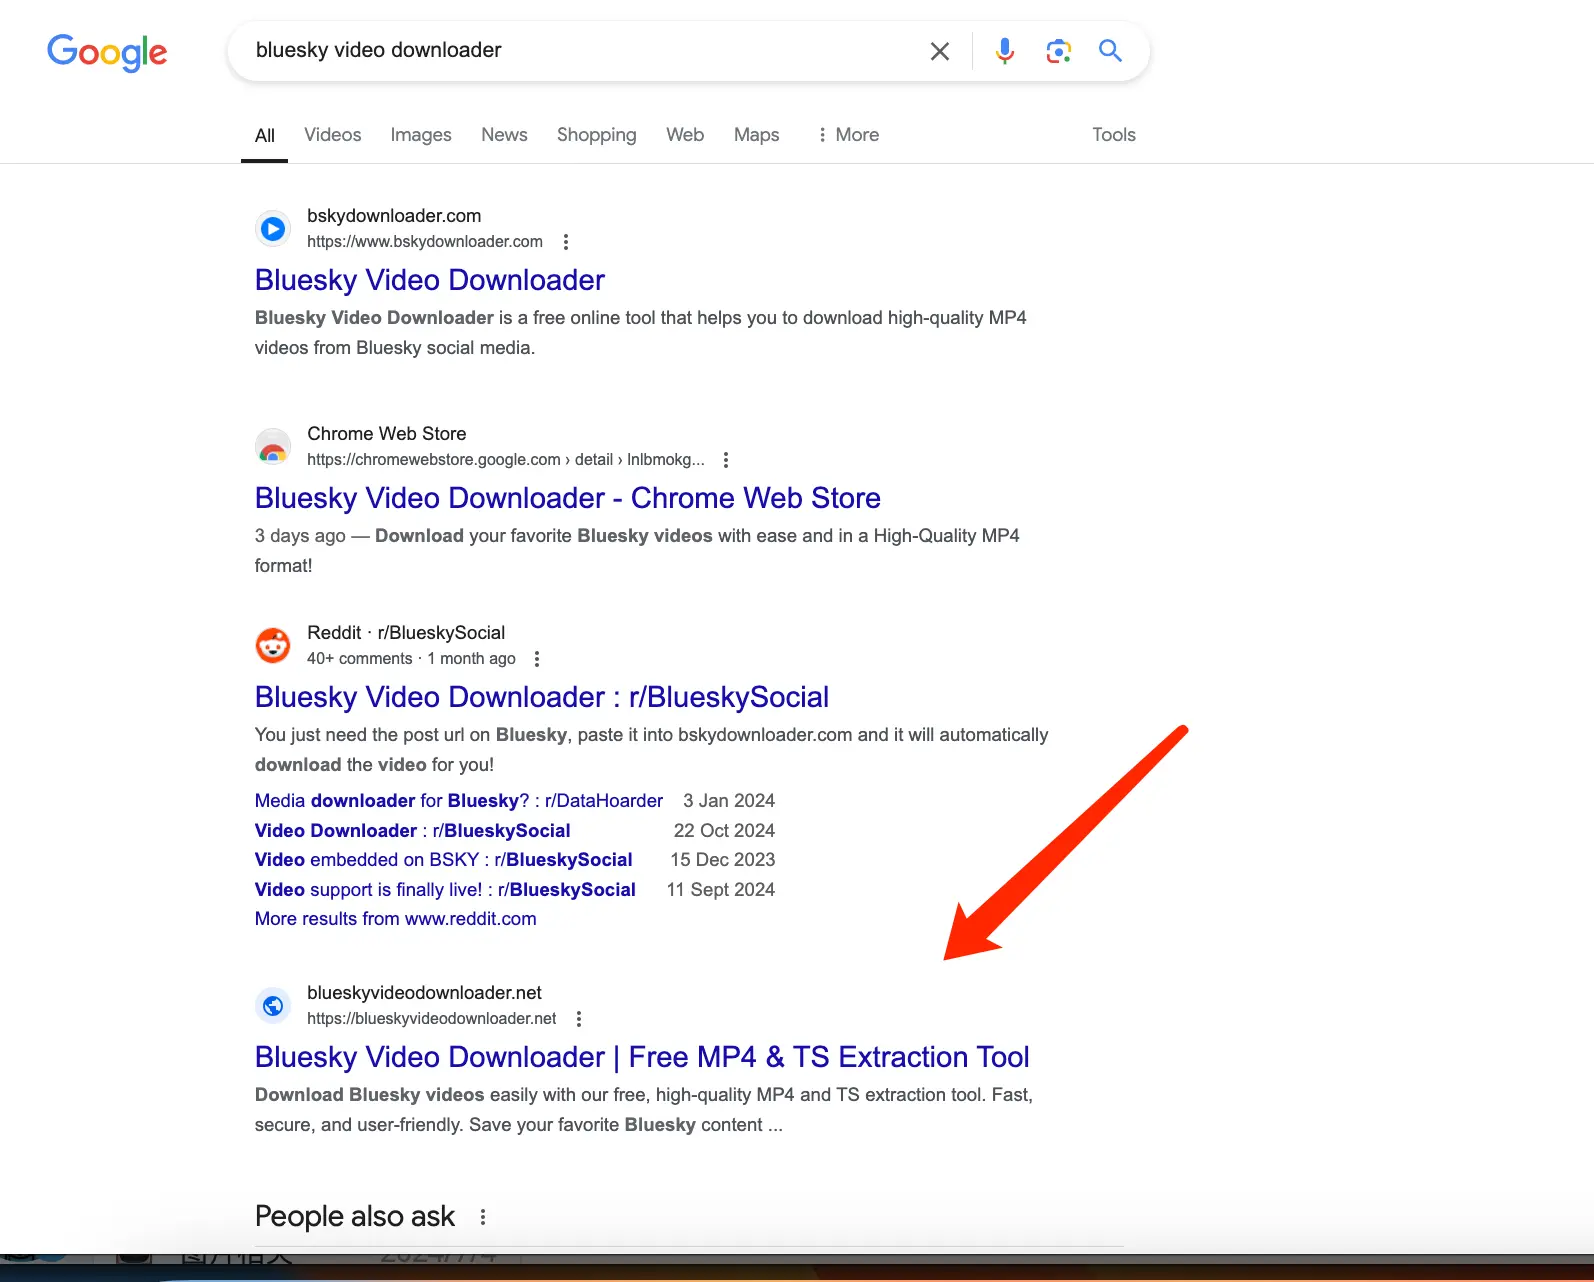 Google
bluesky video downloader
All Videos Images News Shopping Web Maps More Tools
bskydownloader.com
https://www.bskydownloader.com
Bluesky Video Downloader
Bluesky Video Downloader is a free online tool that helps you to download high-quality MP4
videos from Bluesky social media.
Chrome Web Store
https://chromewebstore.google.com › detail › lnlbmokg...
Bluesky Video Downloader - Chrome Web Store
3 days ago — Download your favorite Bluesky videos with ease and in a High-Quality MP4
format!
Reddit · r/BlueskySocial
40+ comments · 1 month ago
Bluesky Video Downloader : r/BlueskySocial
You just need the post url on Bluesky, paste it into bskydownloader.com and it will automatically
download the video for you!
Media downloader for Bluesky? : r/DataHoarder 3 Jan 2024
Video Downloader : r/BlueskySocial 22 Oct 2024
Video embedded on BSKY : r/BlueskySocial 15 Dec 2023
Video support is finally live! : r/BlueskySocial 11 Sept 2024
More results from www.reddit.com
blueskyvideodownloader.net
https://blueskyvideodownloader.net
Bluesky Video Downloader | Free MP4 & TS Extraction Tool
Download Bluesky videos easily with our free, high-quality MP4 and TS extraction tool. Fast,
secure, and user-friendly. Save your favorite Bluesky content ...
People also ask